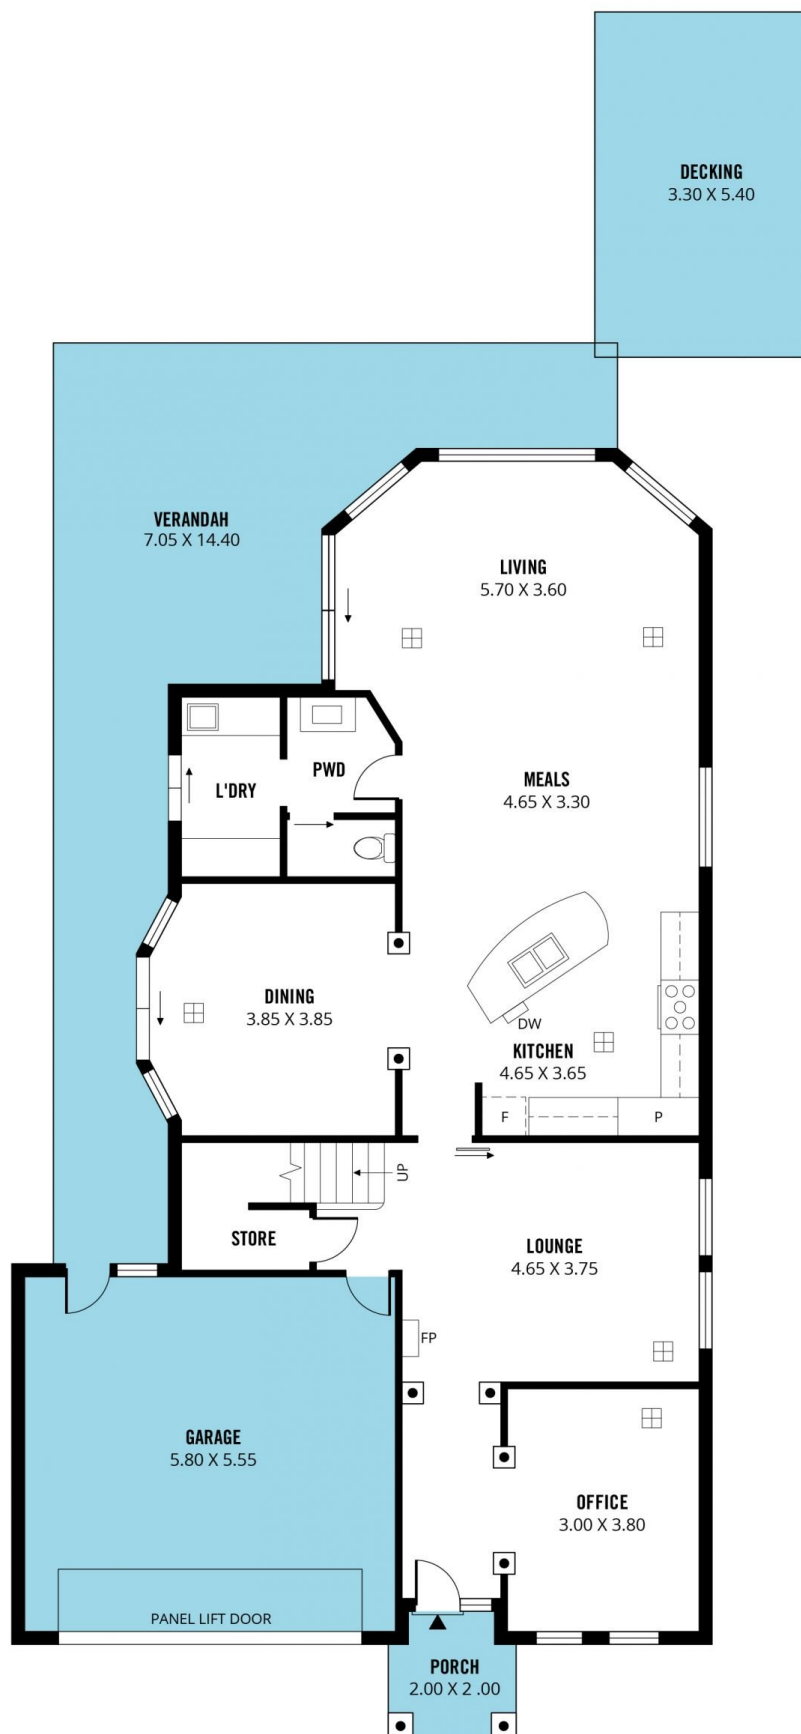 DECKING
3.30 X 5.40
VERANDAH
7.05 X 14.40
LIVING
5.70 X 3.60
L'DRY
PWD
MEALS
4.65 X 3.30
DINING
3.85 X 3.85
DW
KITCHEN
4.65 X 3.65
F
P
UP
STORE
LOUNGE
4.65 X 3.75
FP
GARAGE
5.80 X 5.55
OFFICE
3.00 X 3.80
PANEL LIFT DOOR
PORCH
2.00 X 2 .00